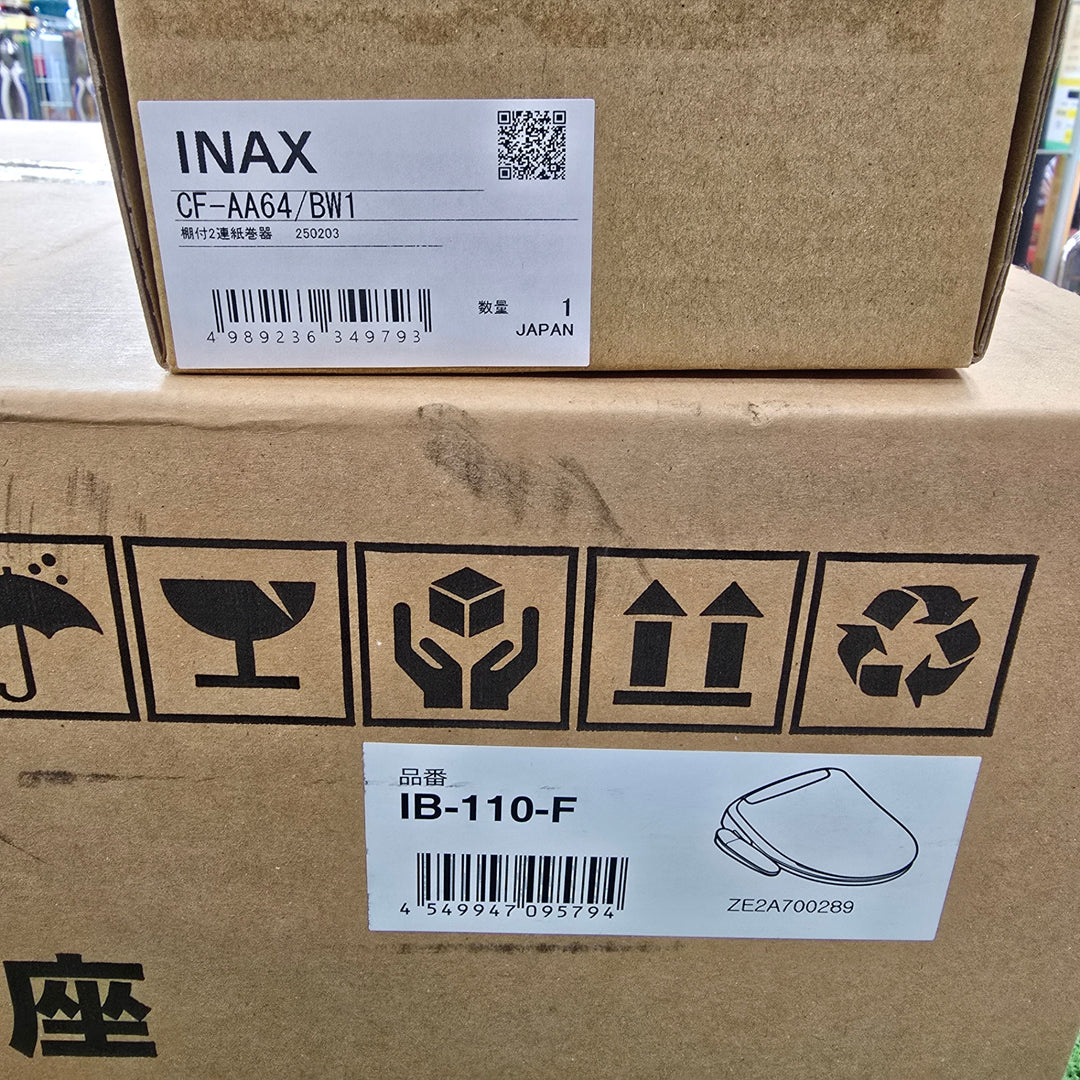 INAX
CF-AA64/BW1
棚付2連紙巻器 250203
4 989236 349793
数量 1
JAPAN
品番
IB-110-F
4 549947 095794
ZE2A700289
座